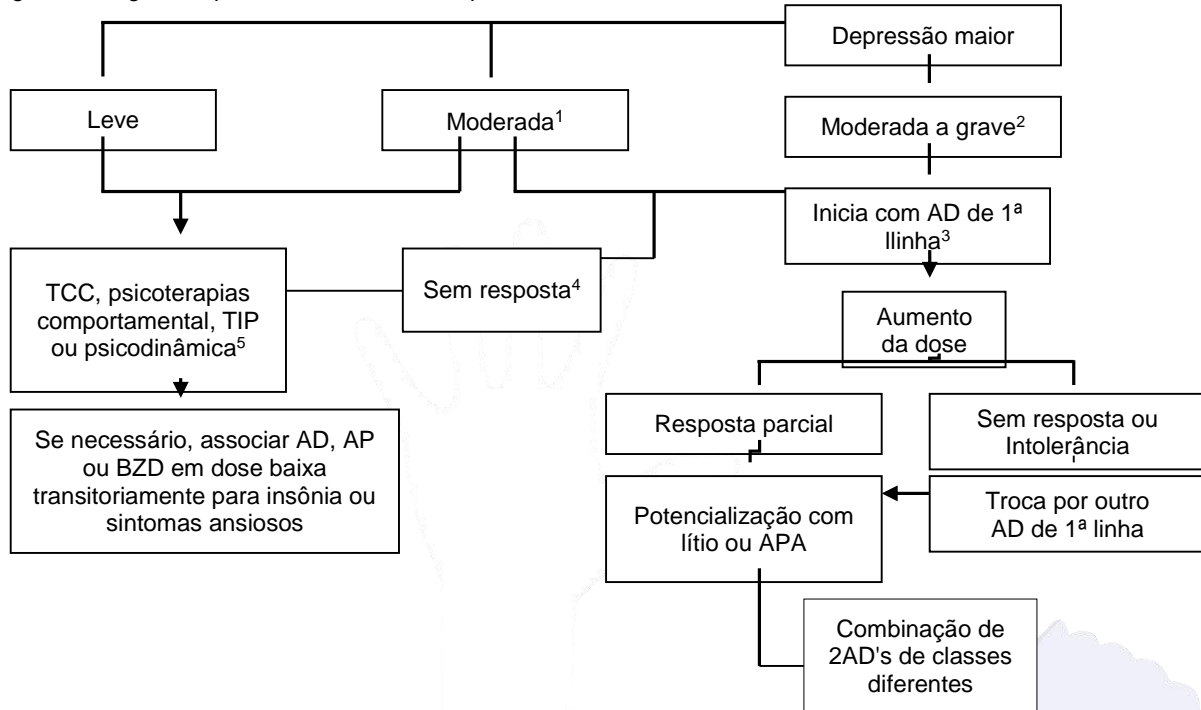 Depressão maior
Leve
Moderada¹
Moderada a grave²
Inicia com AD de 1ª
llinha³
TCC, psicoterapias
comportamental, TIP
ou psicodinâmica⁵
Sem resposta⁴
Aumento
da dose
Se necessário, associar AD, AP
ou BZD em dose baixa
transitoriamente para insônia ou
sintomas ansiosos
Resposta parcial
Sem resposta ou
Intolerância
Potencialização com
lítio ou APA
Troca por outro
AD de 1ª linha
Combinação de
2AD's de classes
diferentes